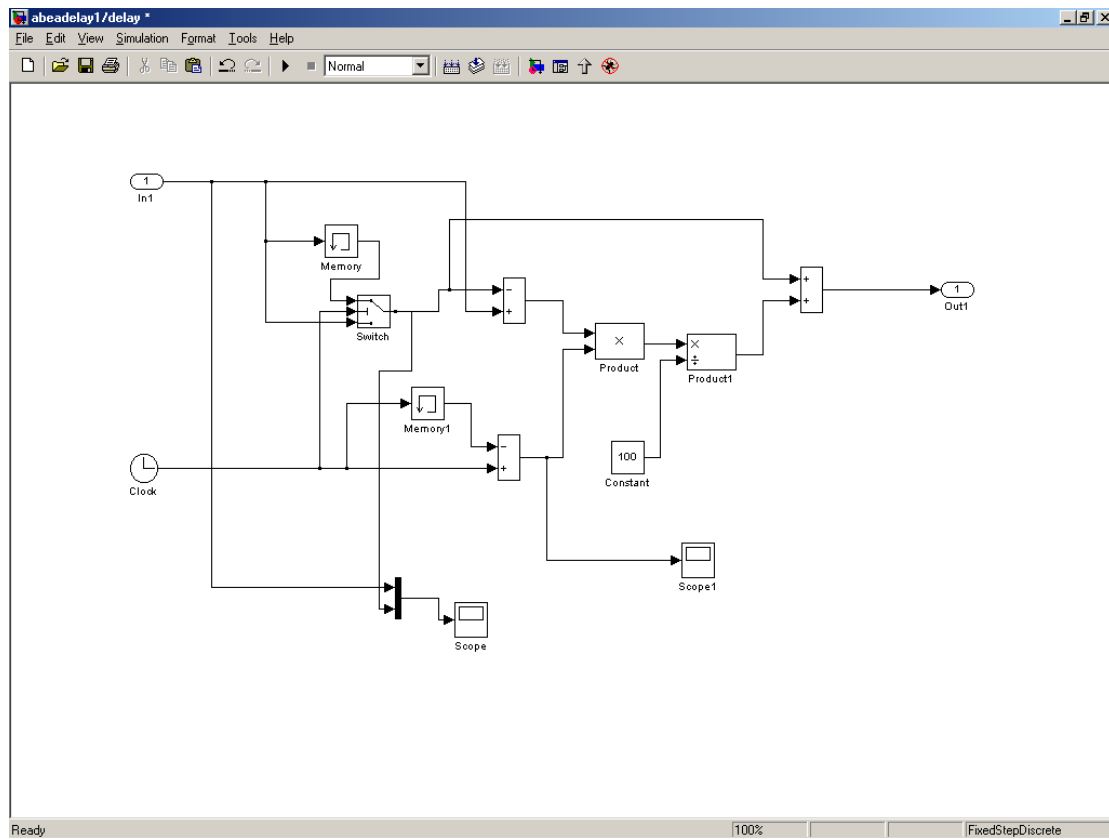 abeadelay1/delay *
File Edit View Simulation Format Tools Help
Normal
1
In1
Memory
Switch
− +
× 
Product
× ÷
Product1
+ +
1
Out1
Memory1
− +
100
Constant
Clock
Scope1
Scope
Ready 100% FixedStepDiscrete